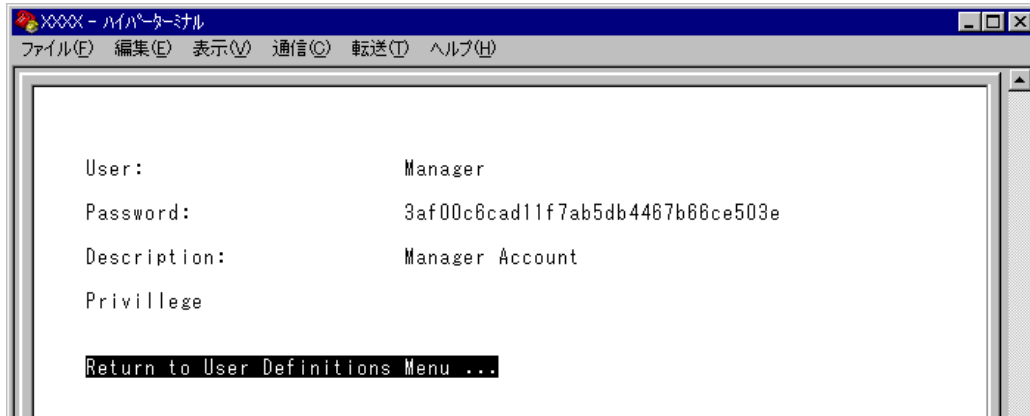 XXXX - ハイパーターミナル
ファイル(F) 編集(E) 表示(V) 通信(C) 転送(T) ヘルプ(H)
User: Manager
Password: 3af00c6cad11f7ab5db4467b66ce503e
Description: Manager Account
Privillege
Return to User Definitions Menu ...